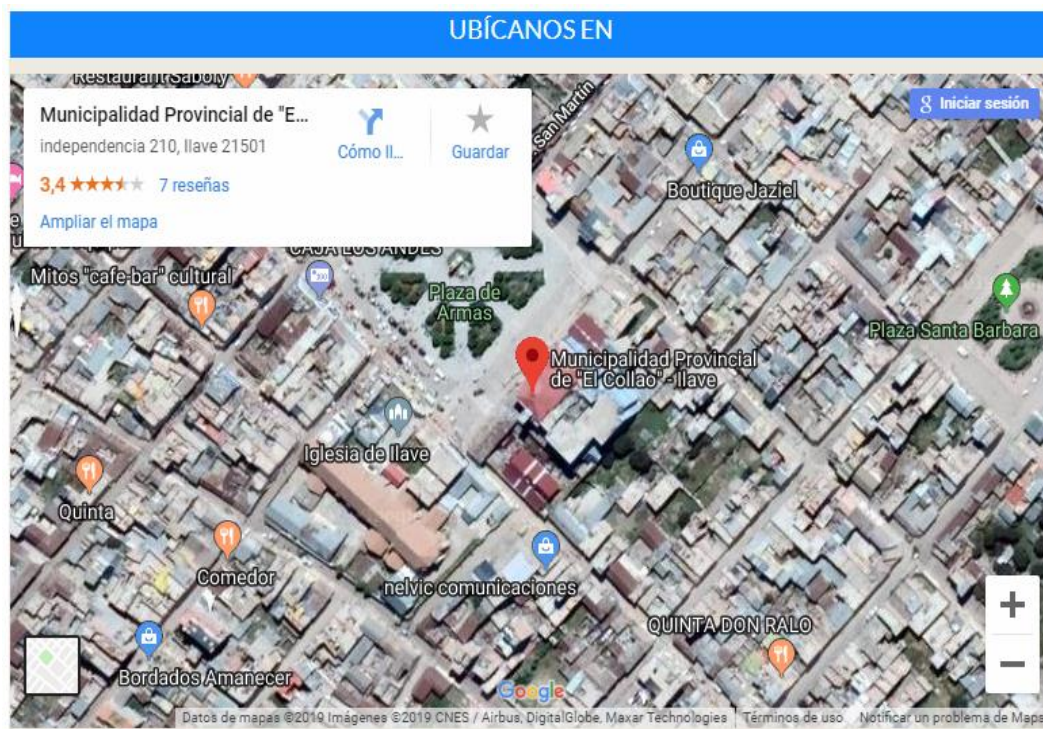 UBÍCANOS EN
Restaurant Saboly
Municipalidad Provincial de "E...
independencia 210, Ilave 21501
3,4
7 reseñas
Ampliar el mapa
Cómo ll...
Guardar
San Martin
Iniciar sesión
Boutique Jaziel
CAJA LOS ANDES
Mitos "cafe-bar" cultural
Plaza de
Armas
Plaza Santa Barbara
Municipalidad Provincial
de "El Collao" - Ilave
Iglesia de Ilave
Quinta
Comedor
nelvic comunicaciones
QUINTA DON RALO
Bordados Amanecer
Google
Datos de mapas ©2019 Imágenes ©2019 CNES / Airbus, DigitalGlobe, Maxar Technologies
Términos de uso
Notificar un problema de Maps